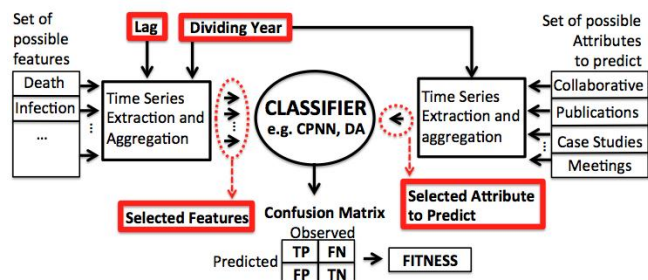 Set of
possible
features
Lag
Dividing Year
Set of possible
Attributes
to predict
Death
Infection
...
Time Series
Extraction and
Aggregation
CLASSIFIER
e.g. CPNN, DA
Time Series
Extraction and
aggregation
Collaborative
Publications
Case Studies
Meetings
Selected Features
Selected Attribute
to Predict
Confusion Matrix
Observed
Predicted
TP FN
FP TN
FITNESS